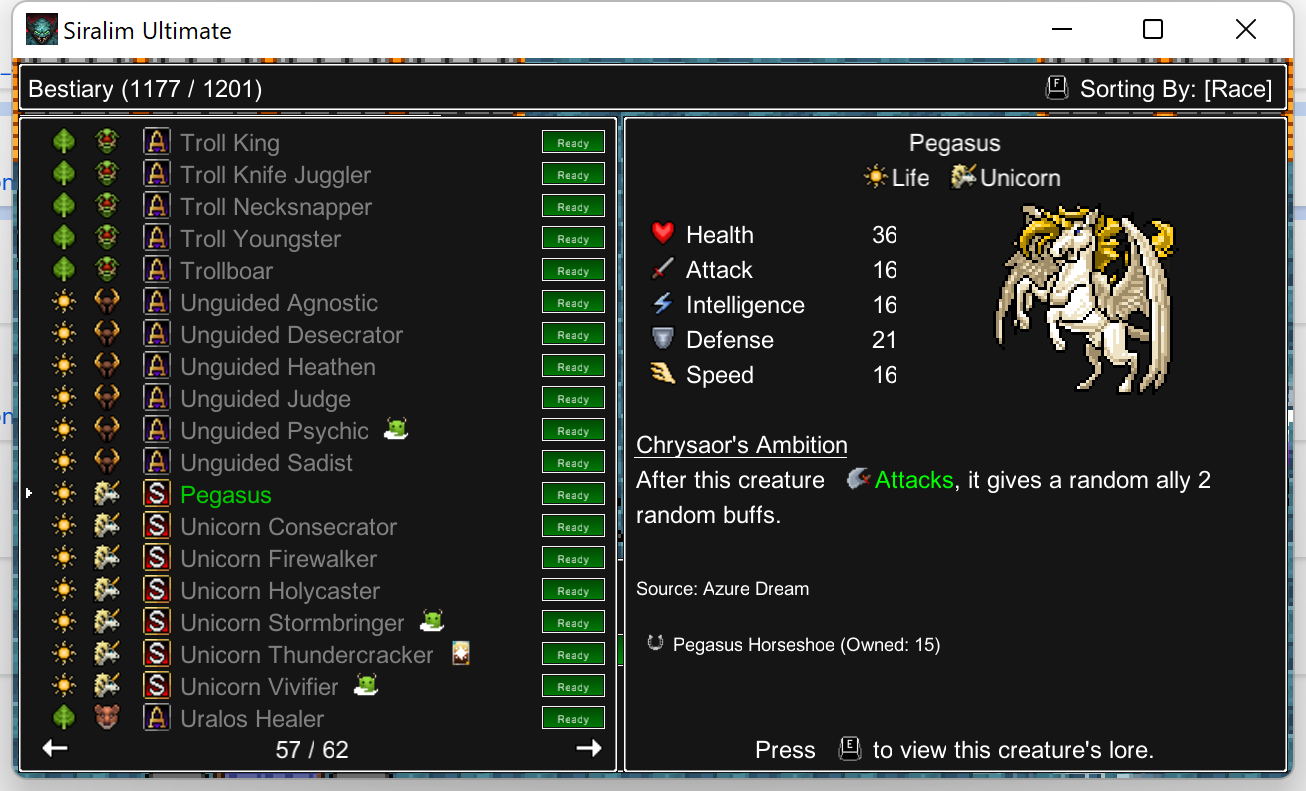 Siralim Ultimate
Bestiary (1177 / 1201)
F Sorting By: [Race]
A Troll King Ready
A Troll Knife Juggler Ready
A Troll Necksnapper Ready
A Troll Youngster Ready
A Trollboar Ready
A Unguided Agnostic Ready
A Unguided Desecrator Ready
A Unguided Heathen Ready
A Unguided Judge Ready
A Unguided Psychic Ready
A Unguided Sadist Ready
S Pegasus Ready
S Unicorn Consecrator Ready
S Unicorn Firewalker Ready
S Unicorn Holycaster Ready
S Unicorn Stormbringer Ready
S Unicorn Thundercracker Ready
S Unicorn Vivifier Ready
A Uralos Healer Ready
57 / 62
Pegasus
Life Unicorn
Health 36
Attack 16
Intelligence 16
Defense 21
Speed 16
Chrysaor's Ambition
After this creature Attacks, it gives a random ally 2
random buffs.
Source: Azure Dream
Pegasus Horseshoe (Owned: 15)
Press E to view this creature's lore.